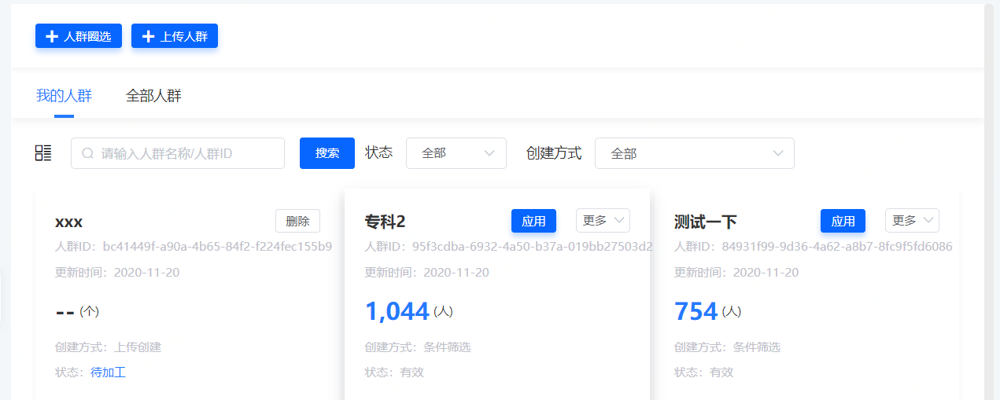 人群圈选 上传人群
我的人群 全部人群
请输入人群名称/人群ID 搜索 状态 全部 创建方式 全部
xxx 删除
人群ID：bc41449f-a90a-4b65-84f2-f224fec155b9
更新时间：2020-11-20
-- (个)
创建方式：上传创建
状态：待加工
专科2 应用 更多
人群ID：95f3cdba-6932-4a50-b37a-019bb27503d2
更新时间：2020-11-20
1,044 (人)
创建方式：条件筛选
状态：有效
测试一下 应用 更多
人群ID：84931f99-9d36-4a62-a8b7-8fc9f5fd6086
更新时间：2020-11-20
754 (人)
创建方式：条件筛选
状态：有效